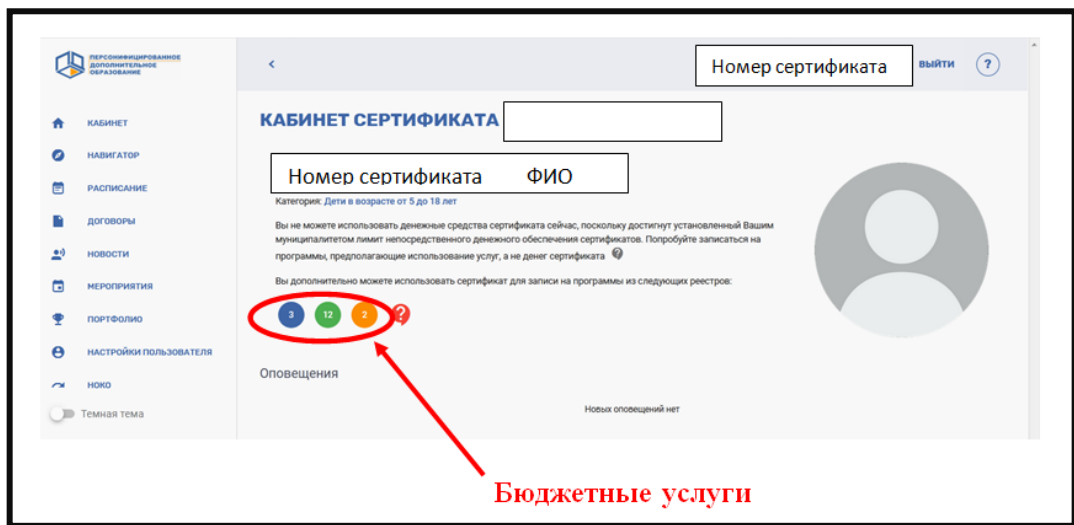 ПЕРСОНИФИЦИРОВАННОЕ
ДОПОЛНИТЕЛЬНОЕ
ОБРАЗОВАНИЕ
<
Номер сертификата
ВЫЙТИ
?
КАБИНЕТ
НАВИГАТОР
РАСПИСАНИЕ
ДОГОВОРЫ
НОВОСТИ
МЕРОПРИЯТИЯ
ПОРТФОЛИО
НАСТРОЙКИ ПОЛЬЗОВАТЕЛЯ
НОКО
Темная тема
КАБИНЕТ СЕРТИФИКАТА
Номер сертификата ФИО
Категория: Дети в возрасте от 5 до 18 лет
Вы не можете использовать денежные средства сертификата сейчас, поскольку достигнут установленный Вашим
муниципалитетом лимит непосредственного денежного обеспечения сертификатов. Попробуйте записаться на
программы, предполагающие использование услуг, а не денег сертификата ?
Вы дополнительно можете использовать сертификат для записи на программы из следующих реестров:
3 12 2 ?
Оповещения
Новых оповещений нет
Бюджетные услуги